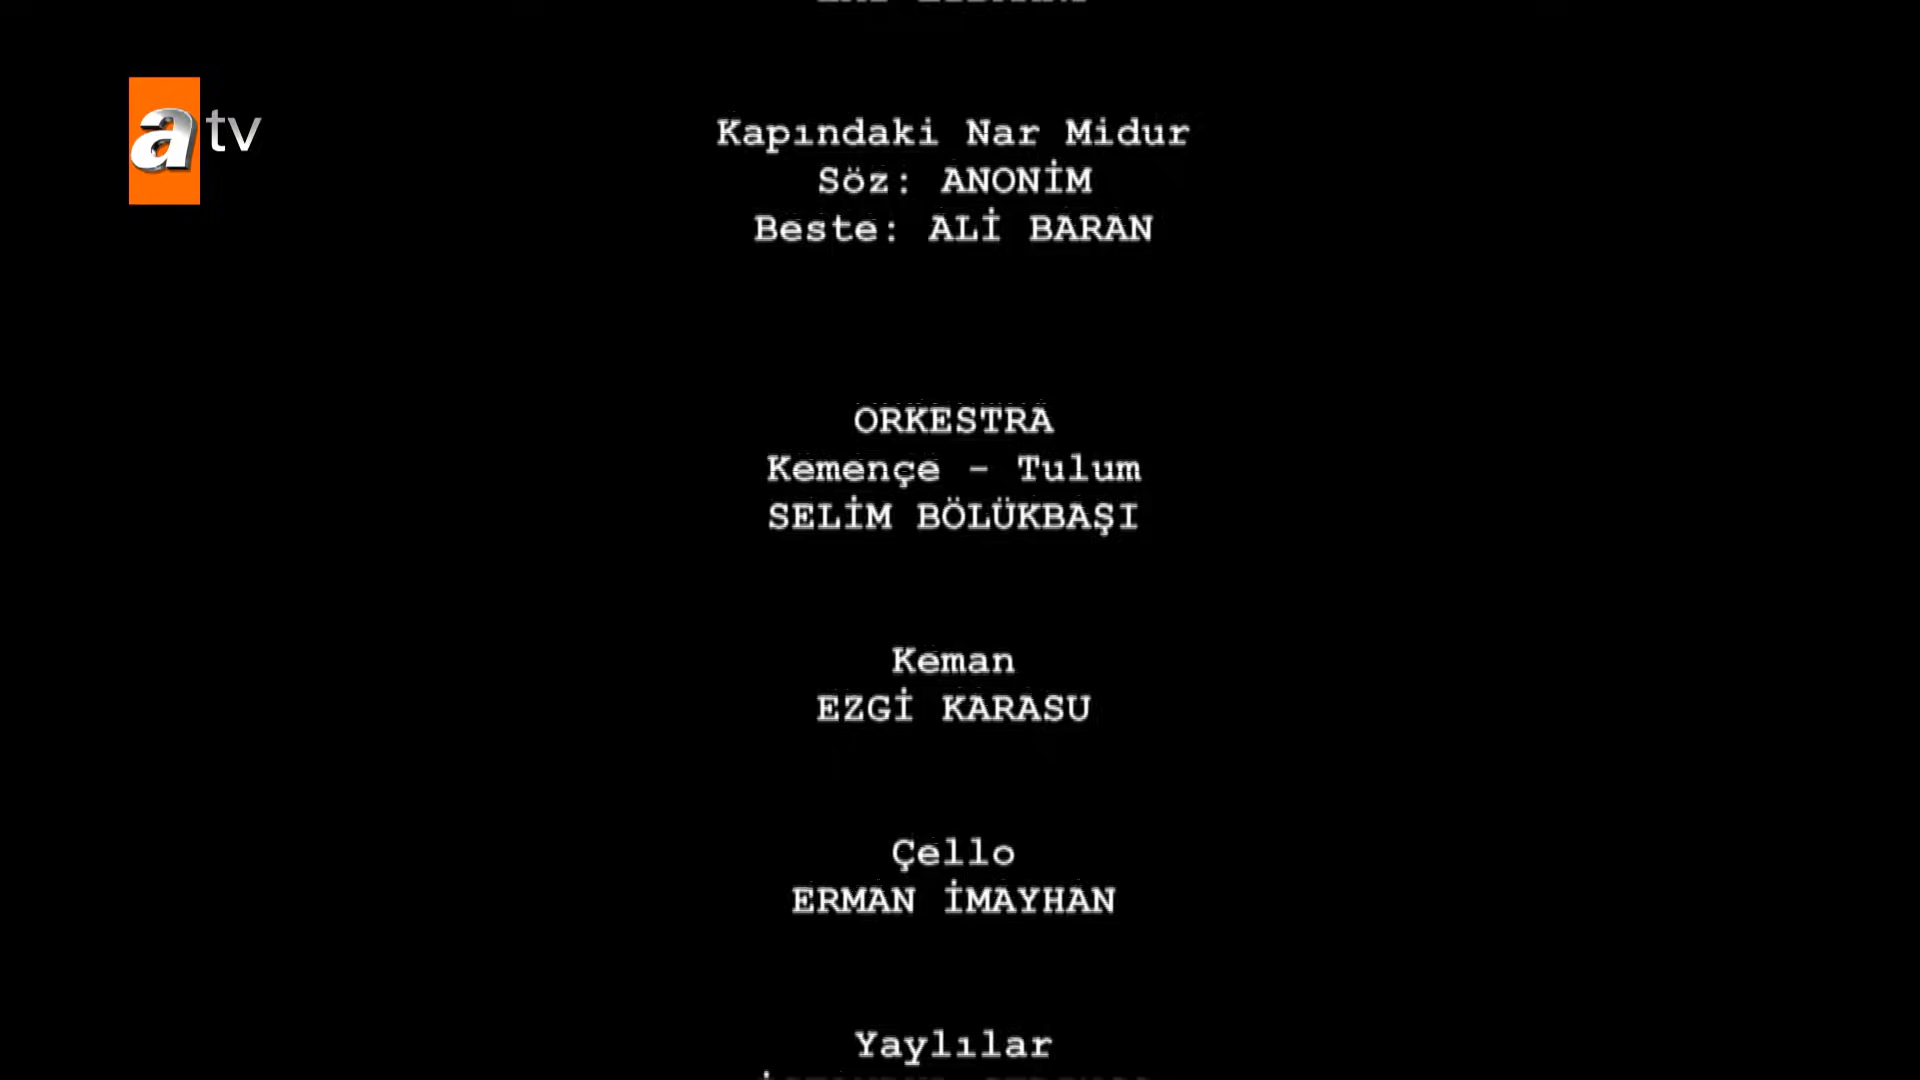 atv
Kapındaki Nar Midur
Söz: ANONİM
Beste: ALİ BARAN
ORKESTRA
Kemençe - Tulum
SELİM BÖLÜKBAŞI
Keman
EZGİ KARASU
Çello
ERMAN İMAYHAN
Yaylılar